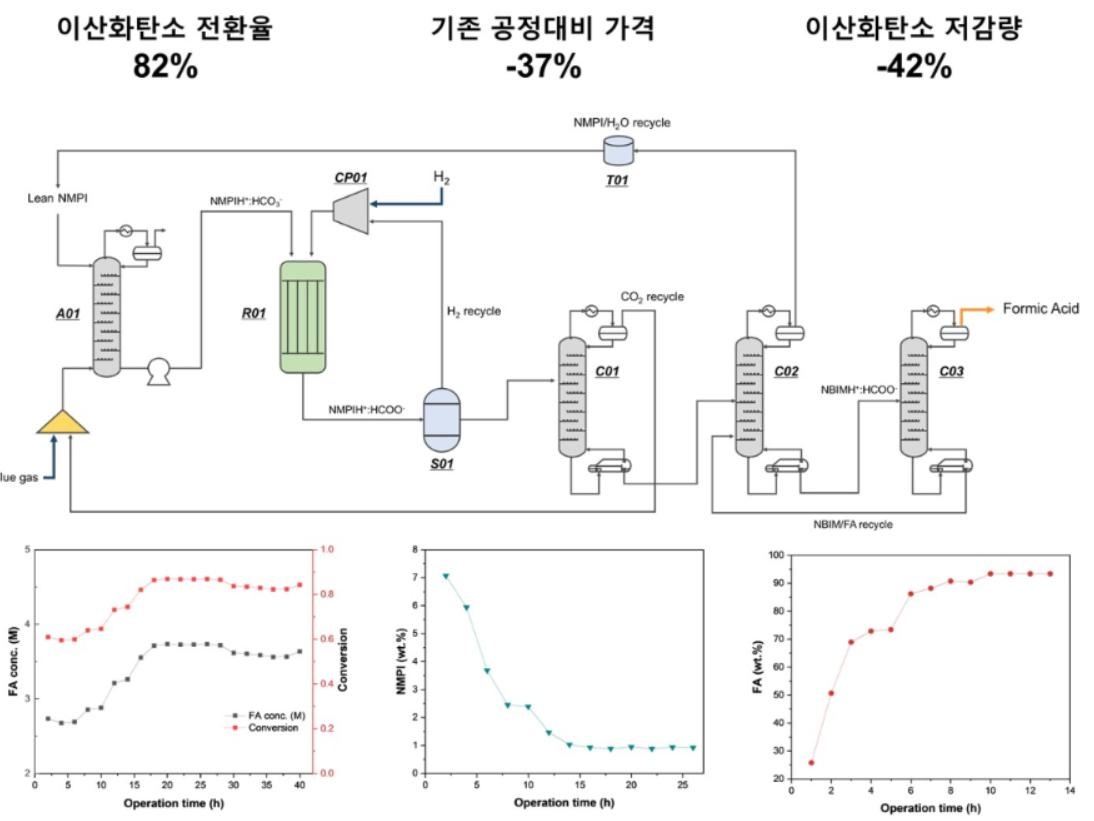 이산화탄소 전환율
82%
기존 공정대비 가격
-37%
이산화탄소 저감량
-42%
NMPI/H₂O recycle
T01
Lean NMPI
NMPIH⁺:HCO₃⁻
CP01
H₂
A01
R01
H₂ recycle
CO₂ recycle
Formic Acid
C01
C02
C03
NBIMH⁺:HCOO⁻
NMPIH⁺:HCOO⁻
S01
lue gas
NBIM/FA recycle
FA conc. (M)
5
4
3
2
1.0
0.8
0.6
0.4
0.2
0.0
Conversion
FA conc. (M)
Conversion
0 5 10 15 20 25 30 35 40
Operation time (h)
NMPI (wt.%)
8
7
6
5
4
3
2
1
0
0 5 10 15 20 25
Operation time (h)
FA (wt.%)
100
90
80
70
60
50
40
30
20
0 2 4 6 8 10 12 14
Operation time (h)